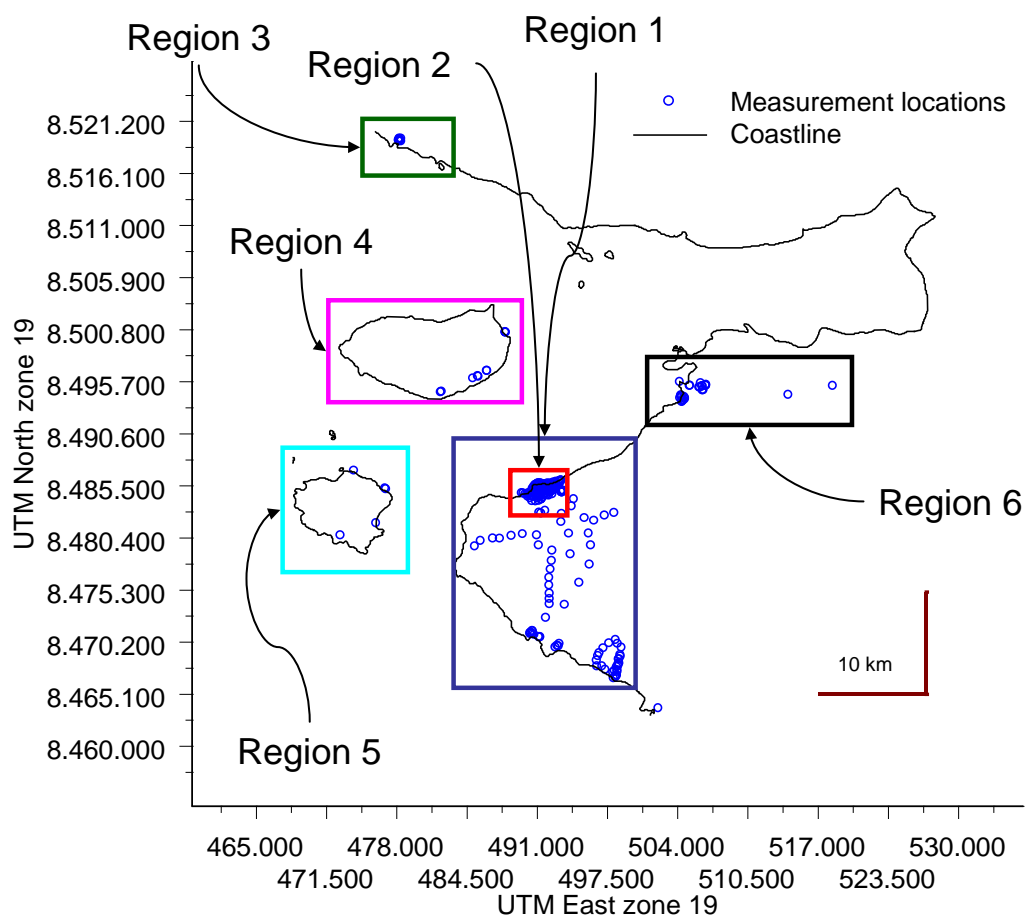 Region 1
Region 3
Region 2
Measurement locations
Coastline
8.521.200
8.516.100
8.511.000
Region 4
8.505.900
8.500.800
8.495.700
8.490.600
8.485.500
Region 6
8.480.400
8.475.300
8.470.200
10 km
8.465.100
Region 5
8.460.000
UTM North zone 19
465.000 478.000 491.000 504.000 517.000 530.000
471.500 484.500 497.500 510.500 523.500
UTM East zone 19